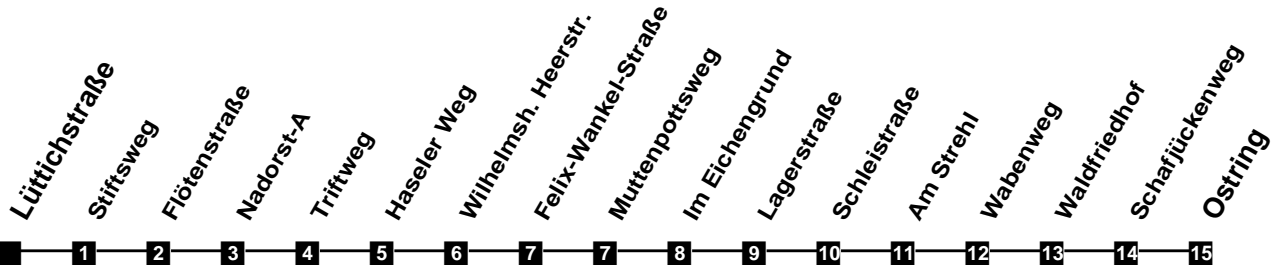 Lüttichstraße
Stiftsweg
Flötenstraße
Nadorst-A
Triftweg
Haseler Weg
Wilhelmsh. Heerstr.
Felix-Wankel-Straße
Muttenpottsweg
Im Eichengrund
Lagerstraße
Schleistraße
Am Strehl
Wabenweg
Waldfriedhof
Schafjückenweg
Ostring
1 2 3 4 5 6 7 7 8 9 10 11 12 13 14 15